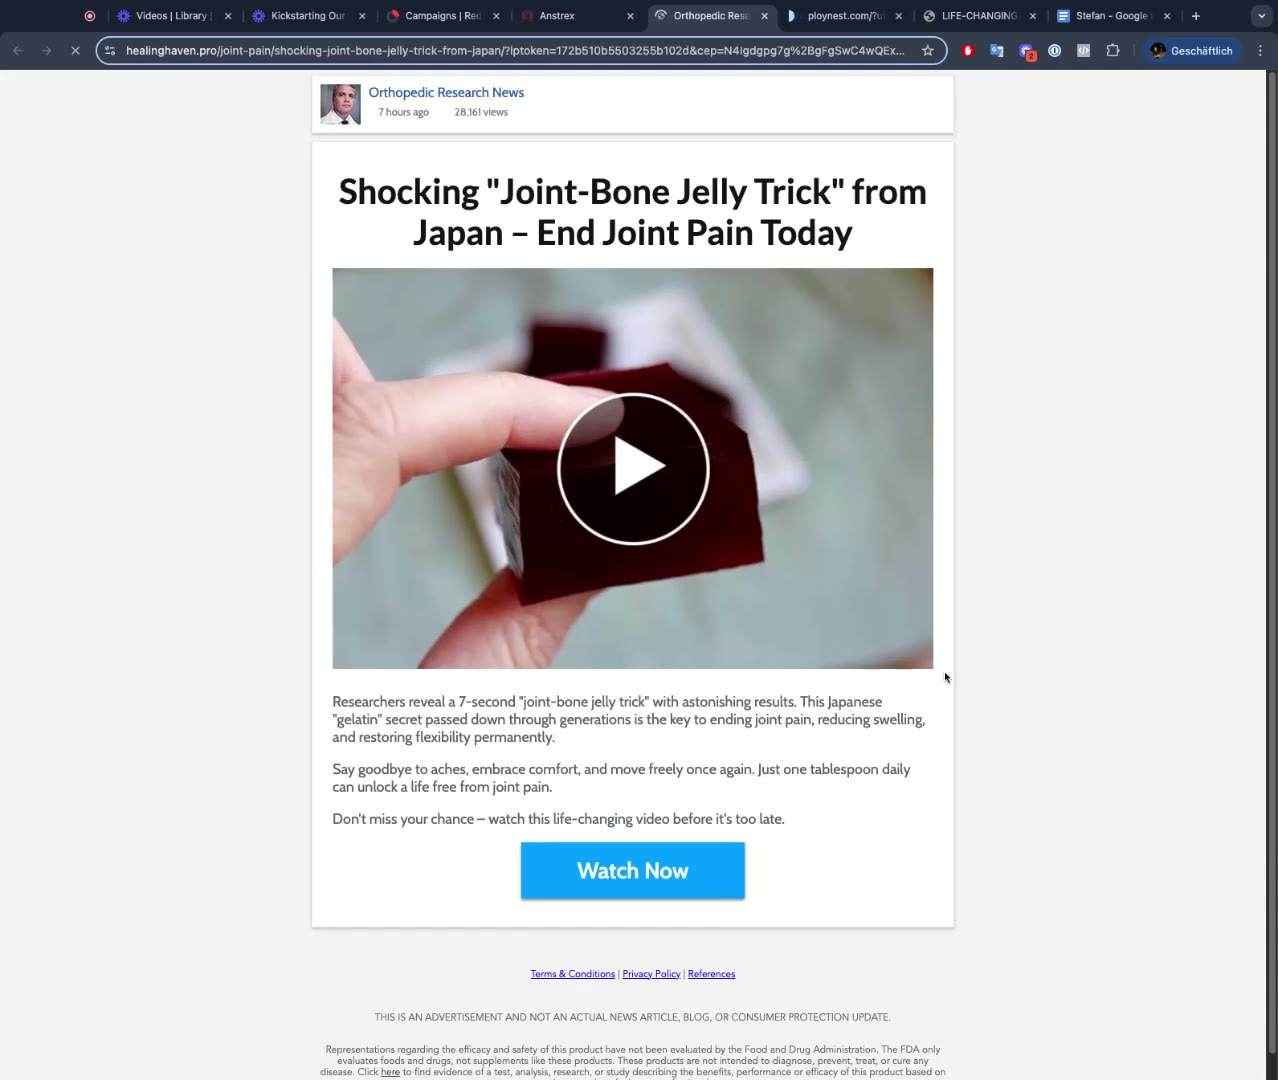 Videos | Library
Kickstarting Our
Campaigns | Red
Anstrex
Orthopedic Rese
ploynest.com/?u
LIFE-CHANGING
Stefan - Google
healinghaven.pro/joint-pain/shocking-joint-bone-jelly-trick-from-japan/?lptoken=172b510b5503255b102d&cep=N4Igdgpg7g%2BgFgSwC4wQEx...
2
Geschäftlich
Orthopedic Research News
7 hours ago 28,161 views
Shocking "Joint-Bone Jelly Trick" from
Japan – End Joint Pain Today
Researchers reveal a 7-second "joint-bone jelly trick" with astonishing results. This Japanese
"gelatin" secret passed down through generations is the key to ending joint pain, reducing swelling,
and restoring flexibility permanently.
Say goodbye to aches, embrace comfort, and move freely once again. Just one tablespoon daily
can unlock a life free from joint pain.
Don't miss your chance – watch this life-changing video before it's too late.
Watch Now
Terms & Conditions | Privacy Policy | References
THIS IS AN ADVERTISEMENT AND NOT AN ACTUAL NEWS ARTICLE, BLOG, OR CONSUMER PROTECTION UPDATE.
Representations regarding the efficacy and safety of this product have not been evaluated by the Food and Drug Administration. The FDA only
evaluates foods and drugs, not supplements like these products. These products are not intended to diagnose, prevent, treat, or cure any
disease. Click here to find evidence of a test, analysis, research, or study describing the benefits, performance or efficacy of this product based on